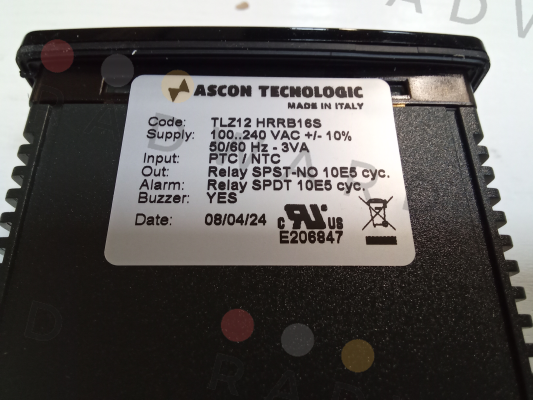 ASCON TECNOLOGIC
MADE IN ITALY
Code: TLZ12 HRRB16S
Supply: 100..240 VAC +/- 10%
50/60 Hz - 3VA
Input: PTC / NTC
Out: Relay SPST-NO 10E5 cyc.
Alarm: Relay SPDT 10E5 cyc.
Buzzer: YES
Date: 08/04/24
c RU US
E206847